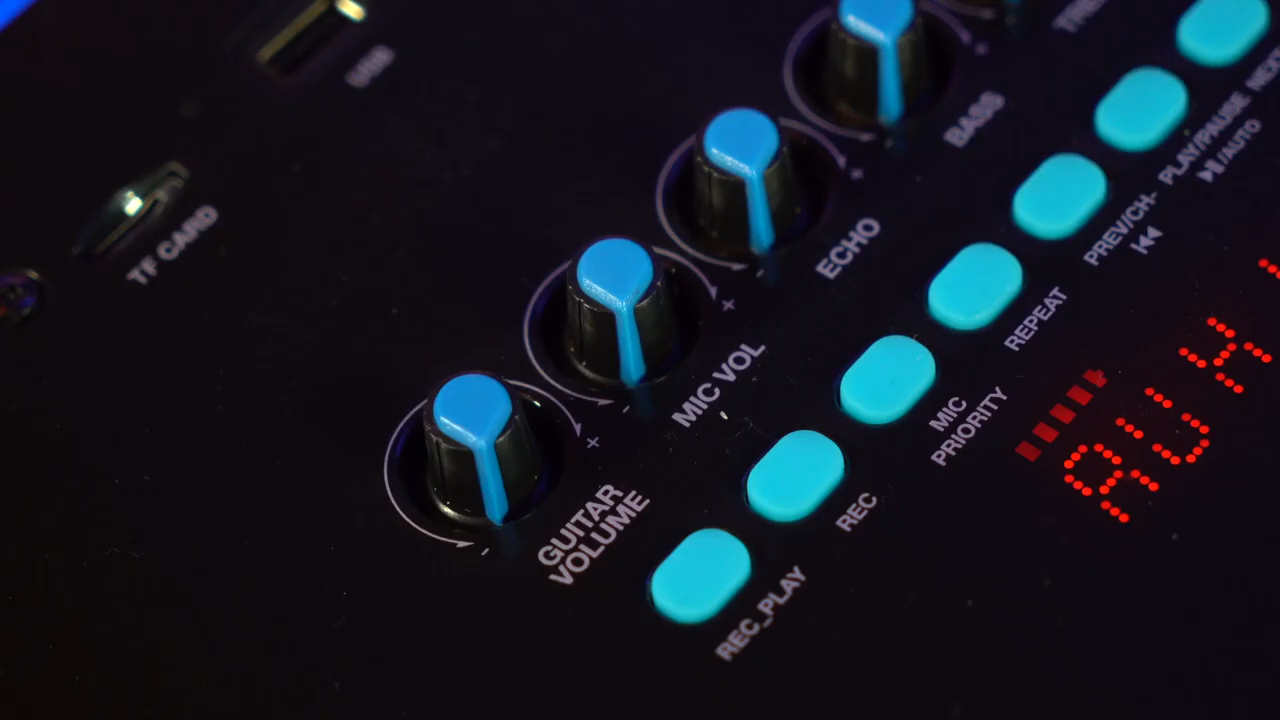 USB
TF CARD
BASS
ECHO
MIC VOL
GUITAR
VOLUME
PLAY/PAUSE
/AUTO
PREV/CH-
REPEAT
MIC
PRIORITY
REC
REC_PLAY
AUX